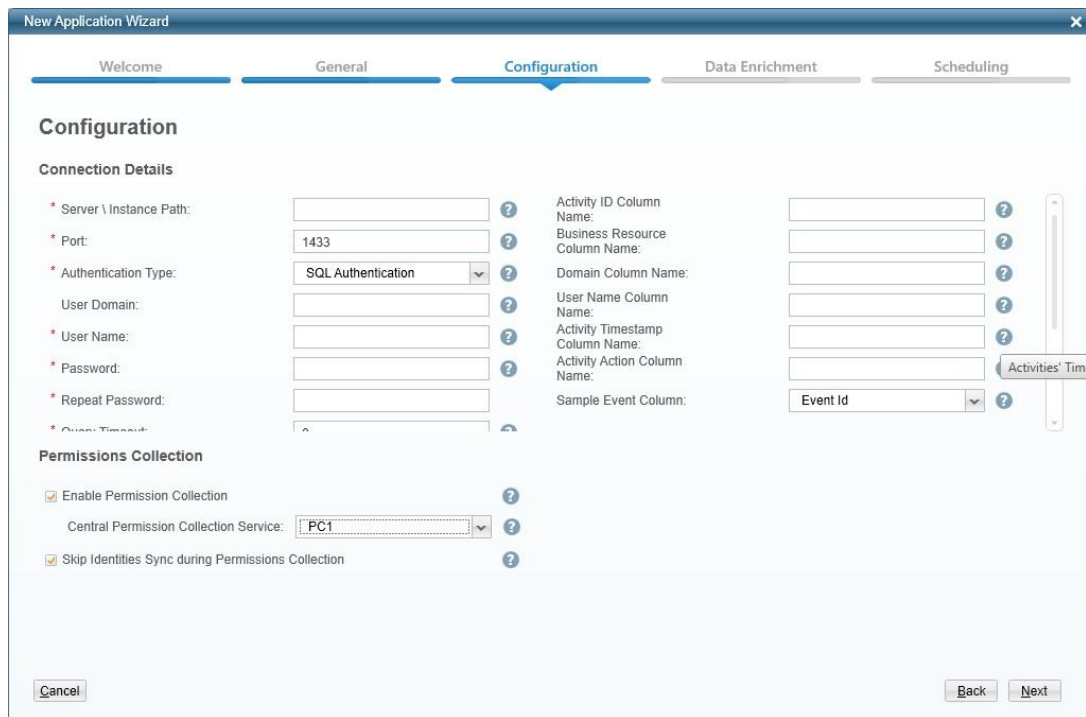 New Application Wizard
Welcome
General
Configuration
Data Enrichment
Scheduling
Configuration
Connection Details
* Server \ Instance Path:
* Port:
1433
* Authentication Type:
SQL Authentication
User Domain:
* User Name:
* Password:
* Repeat Password:
* Query Timeout:
0
Activity ID Column
Name:
Business Resource
Column Name:
Domain Column Name:
User Name Column
Name:
Activity Timestamp
Column Name:
Activity Action Column
Name:
Activities' Tim
Sample Event Column:
Event Id
Permissions Collection
Enable Permission Collection
Central Permission Collection Service:
PC1
Skip Identities Sync during Permissions Collection
Cancel
Back
Next